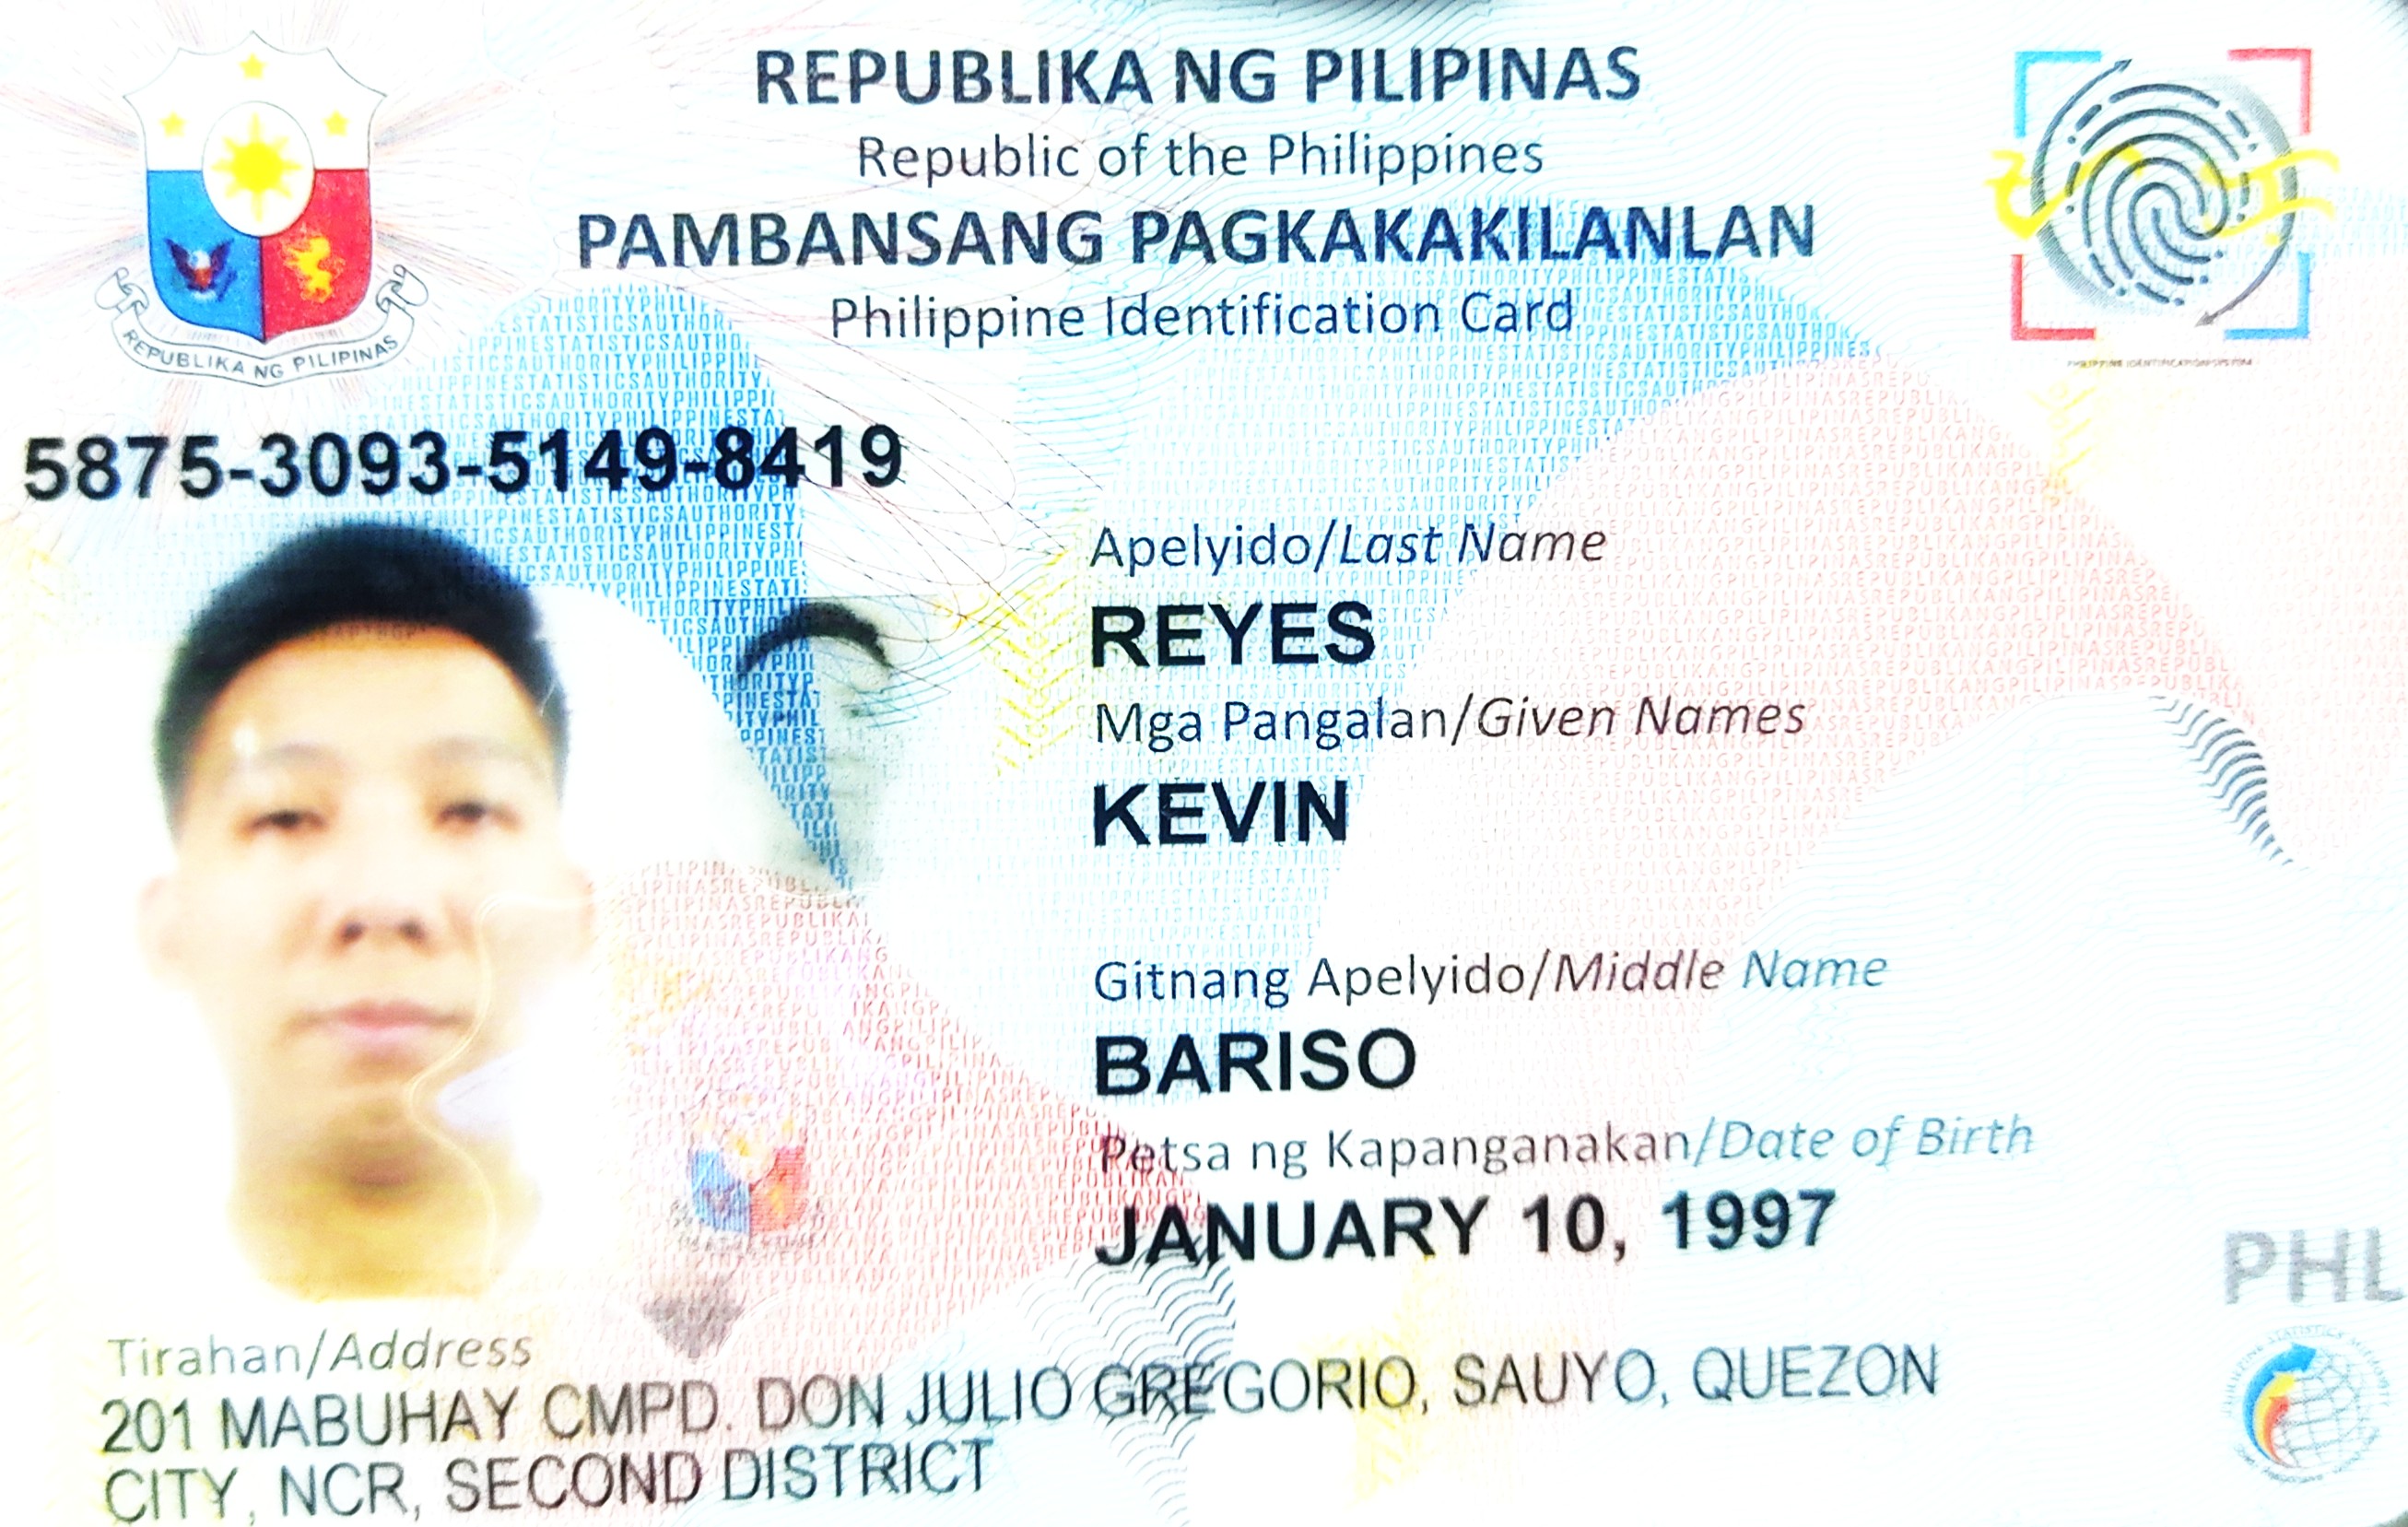 REPUBLIKA NG PILIPINAS
Republic of the Philippines
PAMBANSANG PAGKAKAKILANLAN
Philippine Identification Card
REPUBLIKA NG PILIPINAS
PHILIPPINE IDENTIFICATION SYSTEM
5875-3093-5149-8419
Apelyido/Last Name
REYES
Mga Pangalan/Given Names
KEVIN
Gitnang Apelyido/Middle Name
BARISO
Petsa ng Kapanganakan/Date of Birth
JANUARY 10, 1997
PHL
Tirahan/Address
201 MABUHAY CMPD. DON JULIO GREGORIO, SAUYO, QUEZON
CITY, NCR, SECOND DISTRICT